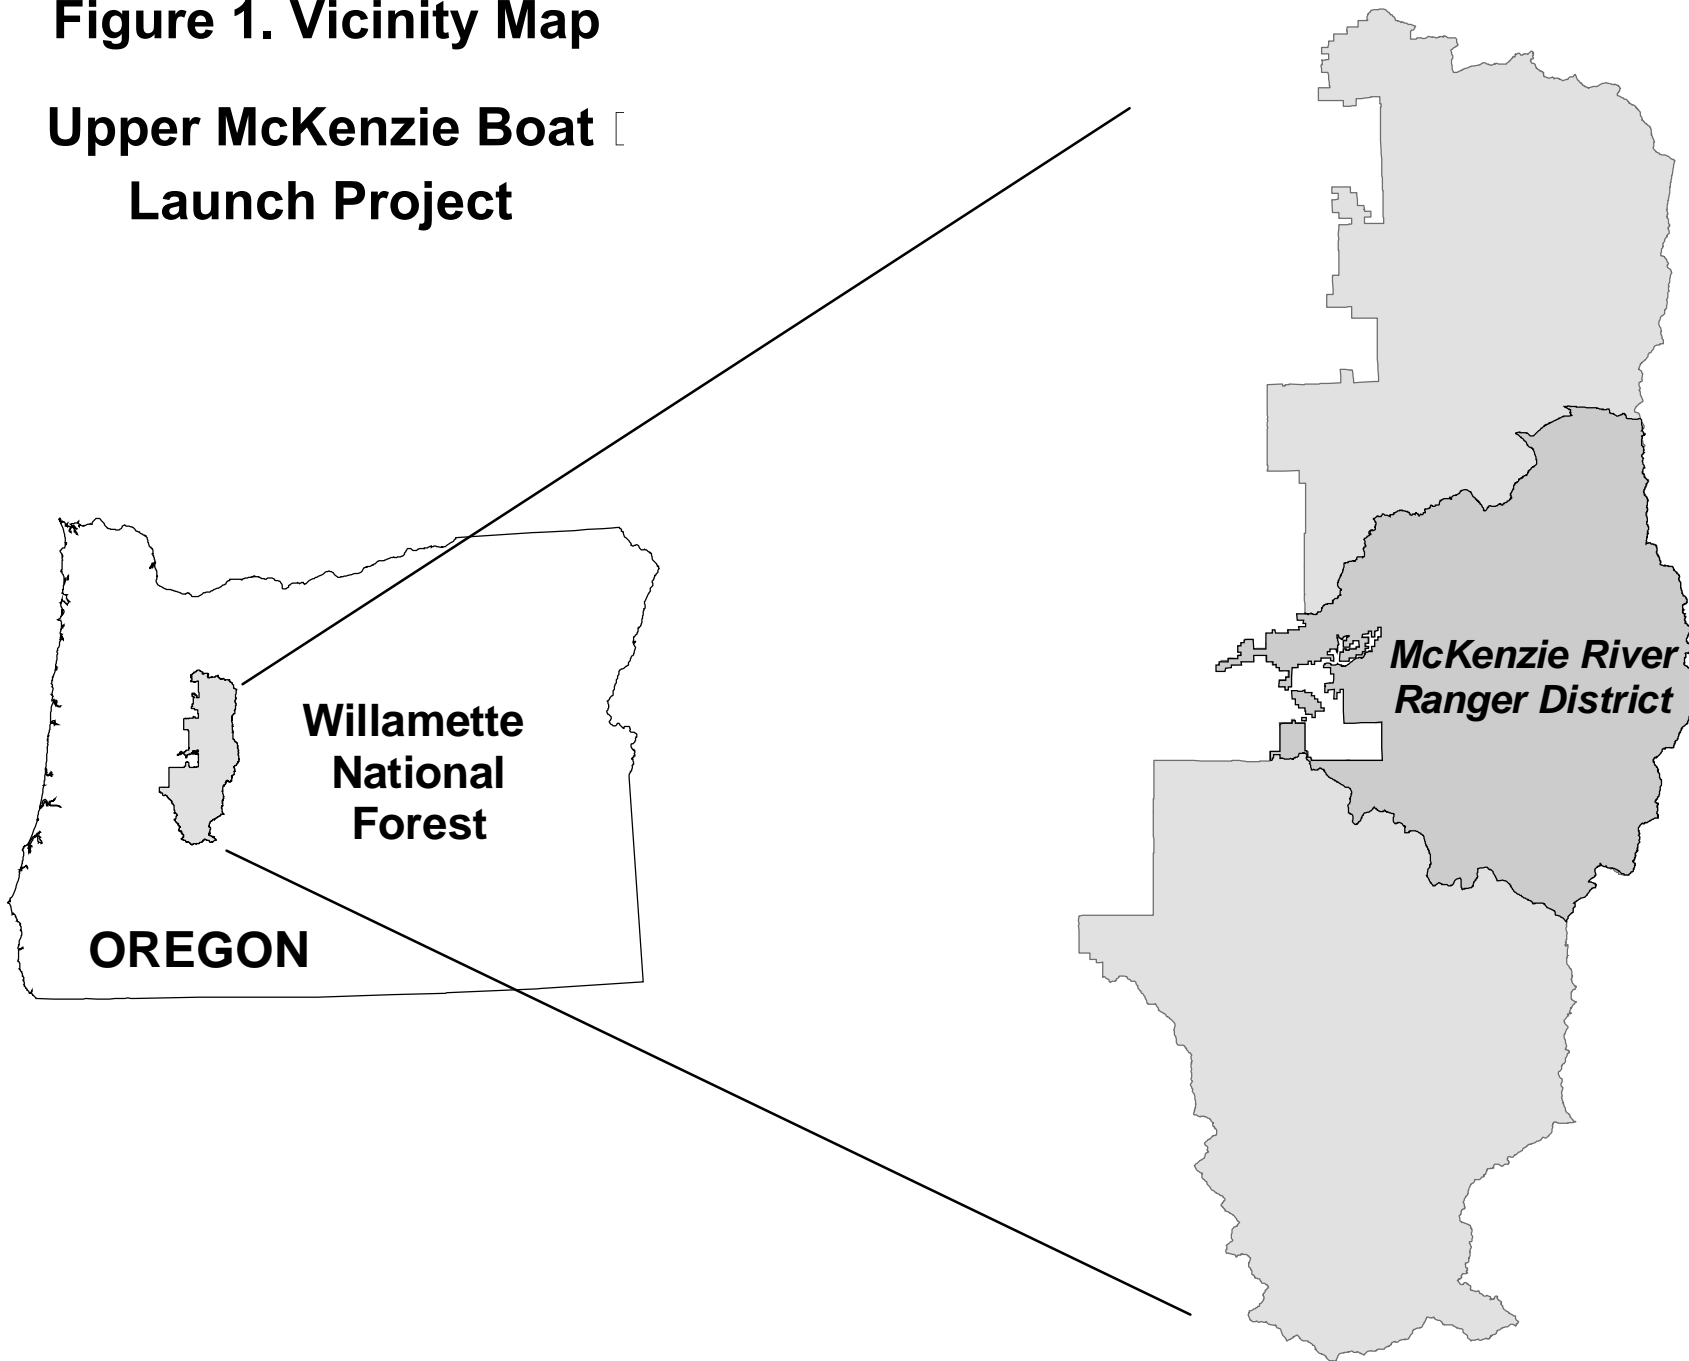 Figure 1. Vicinity Map
Upper McKenzie Boat
Launch Project
McKenzie River
Ranger District
Willamette
National
Forest
OREGON